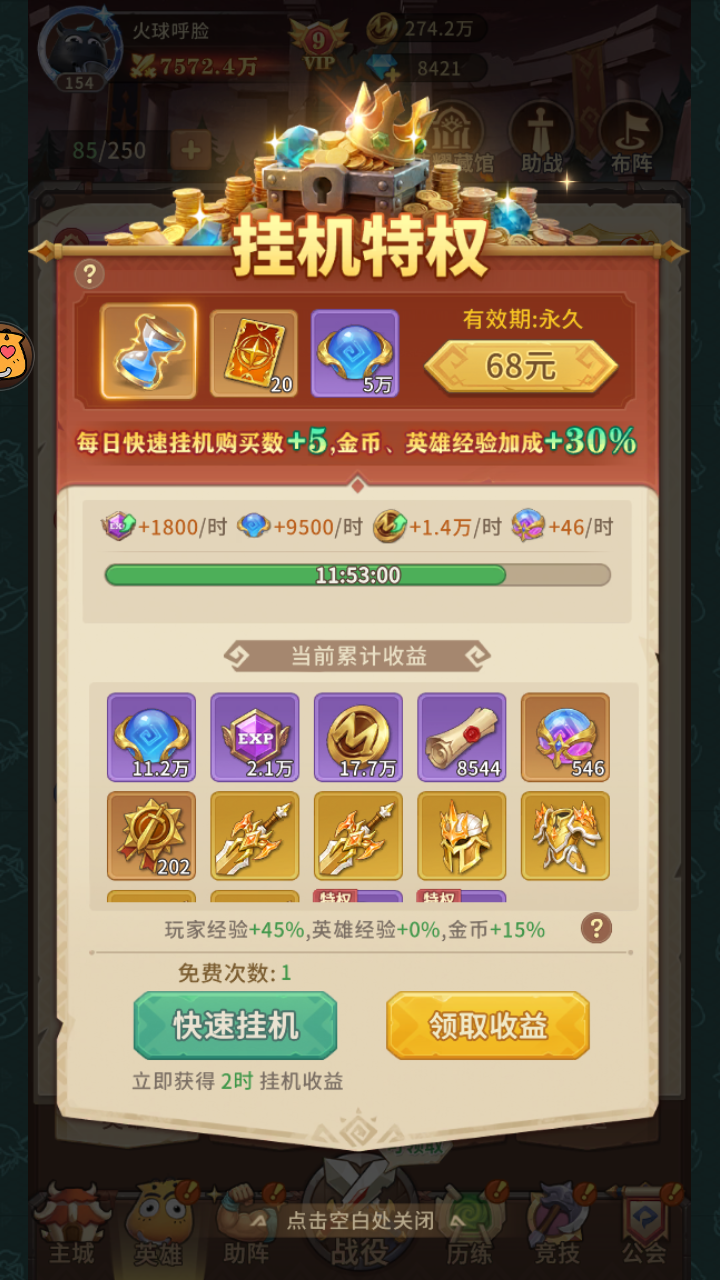 火球呼脸
154
7572.4万
9
VIP
274.2万
8421
85/250
藏馆
助战
布阵
挂机特权
?
20
5万
有效期:永久
68元
每日快速挂机购买数+5,金币、英雄经验加成+30%
+1800/时
+9500/时
+1.4万/时
+46/时
11:53:00
当前累计收益
11.2万
EXP
2.1万
17.7万
8544
546
202
特权
特权
玩家经验+45%,英雄经验+0%,金币+15%
?
免费次数:1
快速挂机
领取收益
立即获得 2时 挂机收益
点击空白处关闭
主城
英雄
助阵
战役
历练
竞技
公会